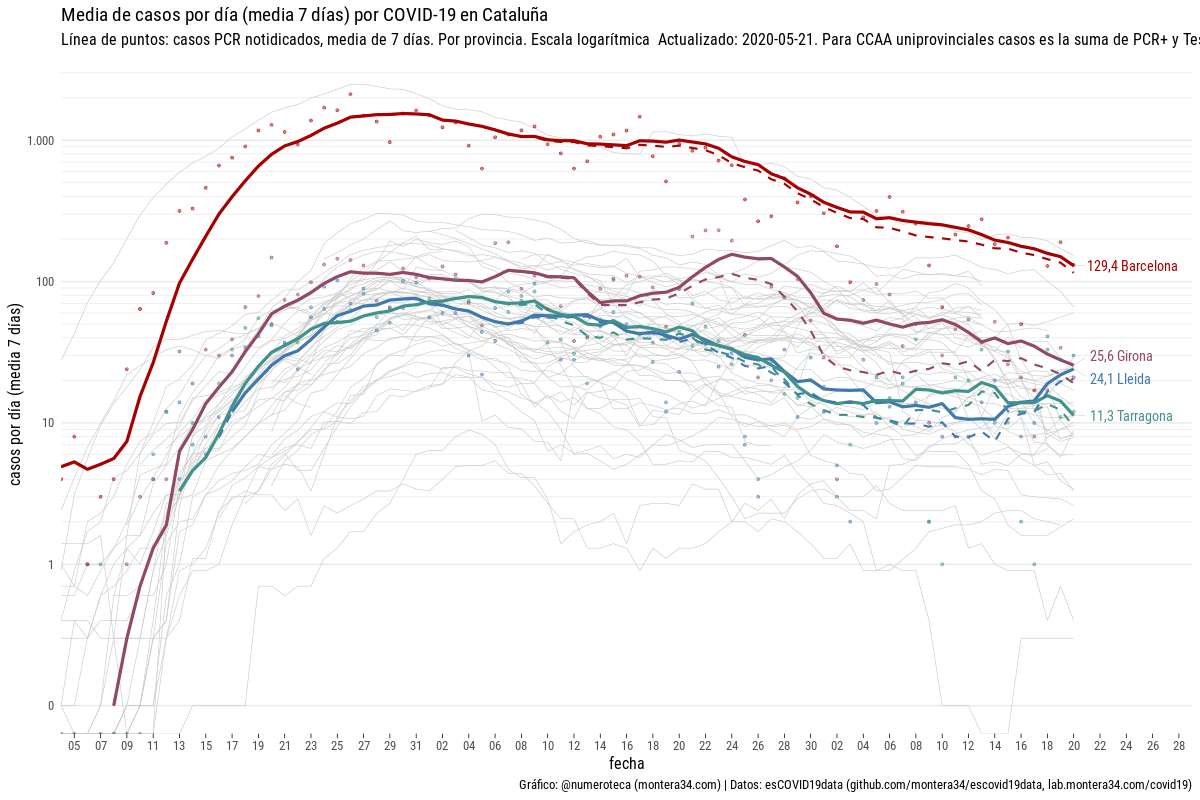 Media de casos por día (media 7 días) por COVID-19 en Cataluña
Línea de puntos: casos PCR notidicados, media de 7 días. Por provincia. Escala logarítmica Actualizado: 2020-05-21. Para CCAA uniprovinciales casos es la suma de PCR+ y Tes
casos por día (media 7 días)
1.000
100
10
1
0
129,4 Barcelona
25,6 Girona
24,1 Lleida
11,3 Tarragona
05 07 09 11 13 15 17 19 21 23 25 27 29 31 02 04 06 08 10 12 14 16 18 20 22 24 26 28 30 02 04 06 08 10 12 14 16 18 20 22 24 26 28
fecha
Gráfico: @numeroteca (montera34.com) | Datos: esCOVID19data (github.com/montera34/escovid19data, lab.montera34.com/covid19)